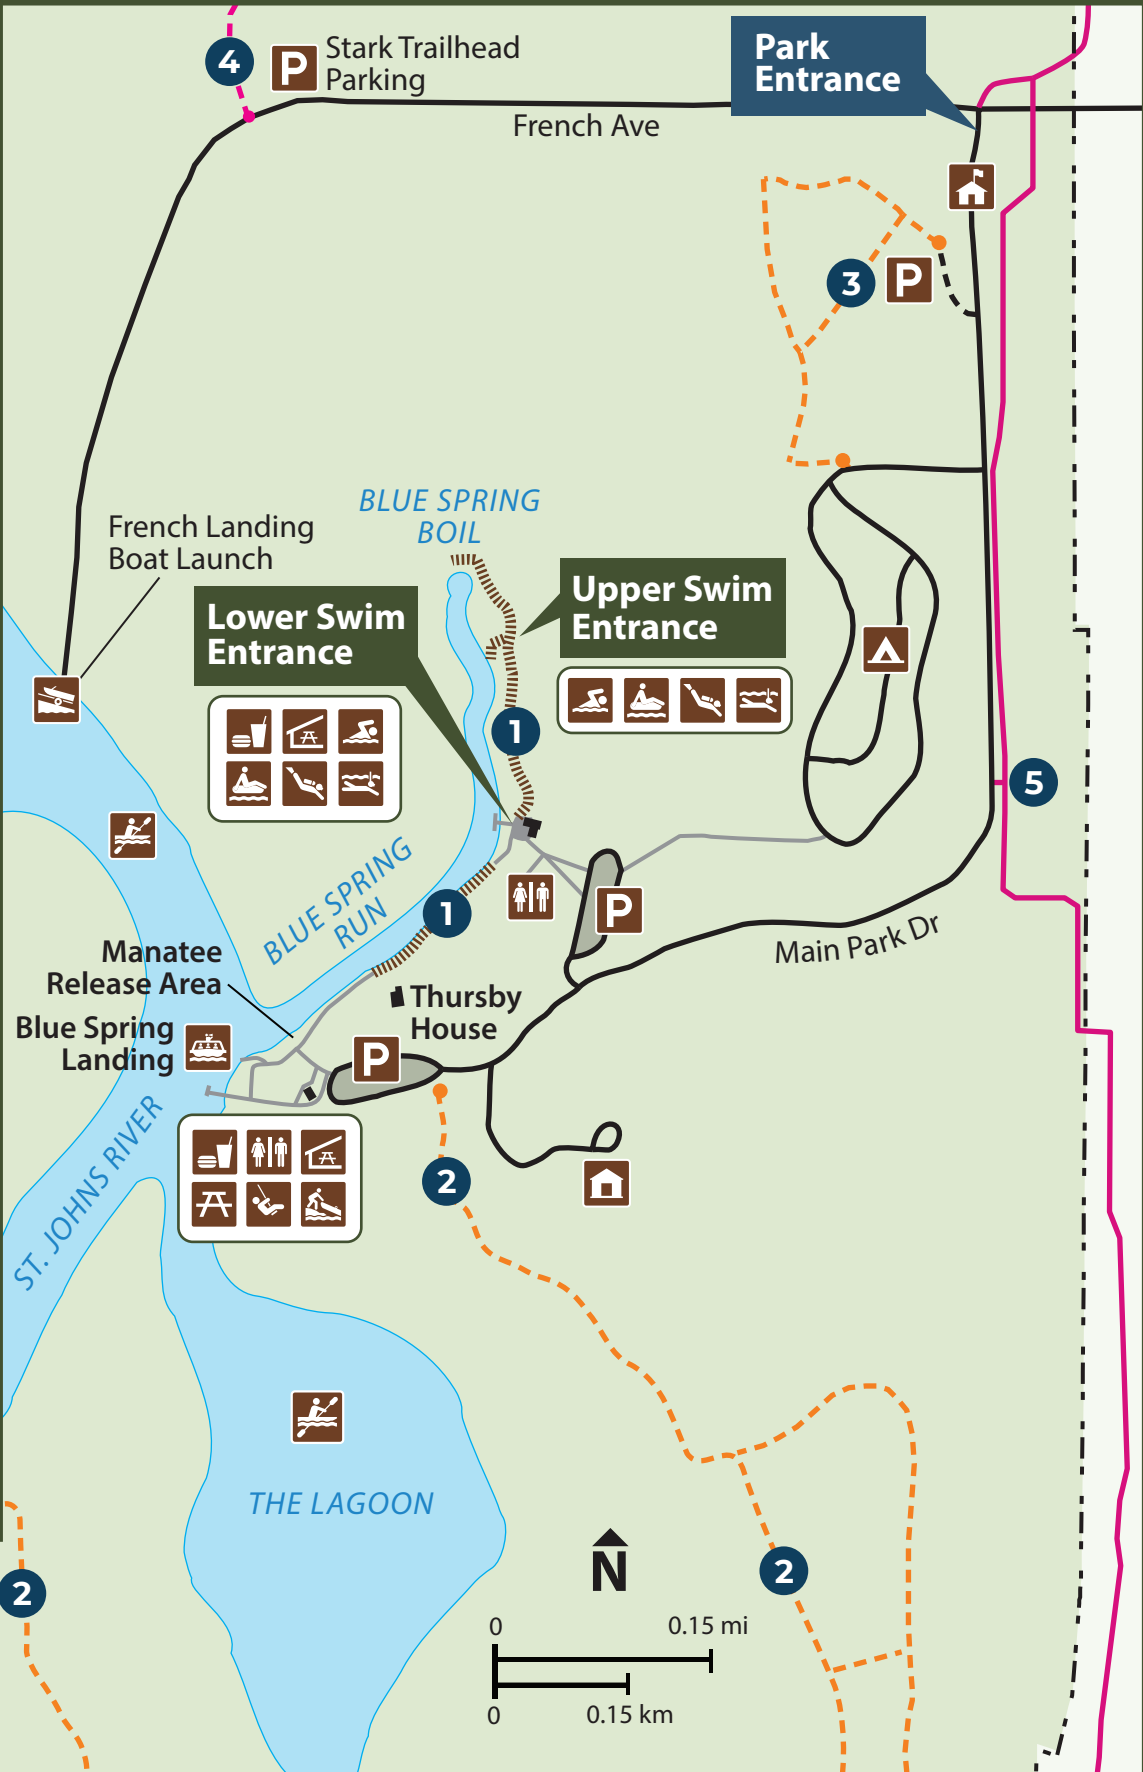 4
P
Stark Trailhead
Parking
Park
Entrance
French Ave
3
P
BLUE SPRING
BOIL
French Landing
Boat Launch
Lower Swim
Entrance
Upper Swim
Entrance
1
5
BLUE SPRING
RUN
1
P
Main Park Dr
Manatee
Release Area
Thursby
House
Blue Spring
Landing
P
ST. JOHNS RIVER
2
THE LAGOON
N
2
2
0
0.15 mi
0
0.15 km